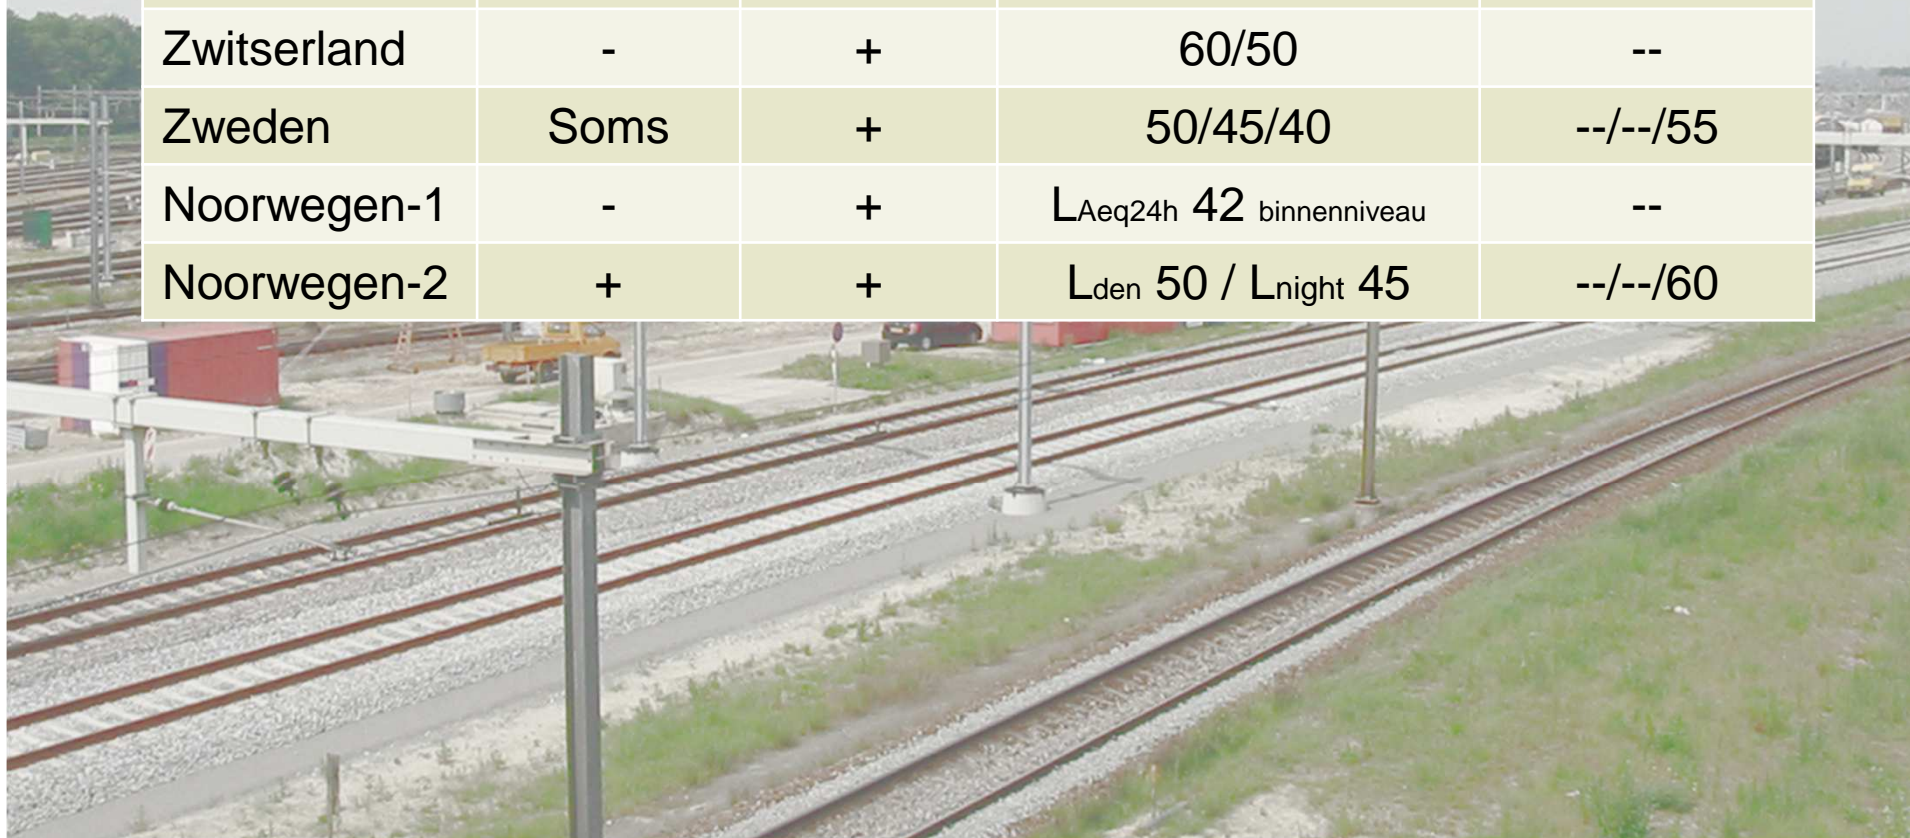 Zwitserland - + 60/50 --
Zweden Soms + 50/45/40 --/--/55
Noorwegen-1 - + LAeq24h 42 binnenniveau --
Noorwegen-2 + + Lden 50 / Lnight 45 --/--/60